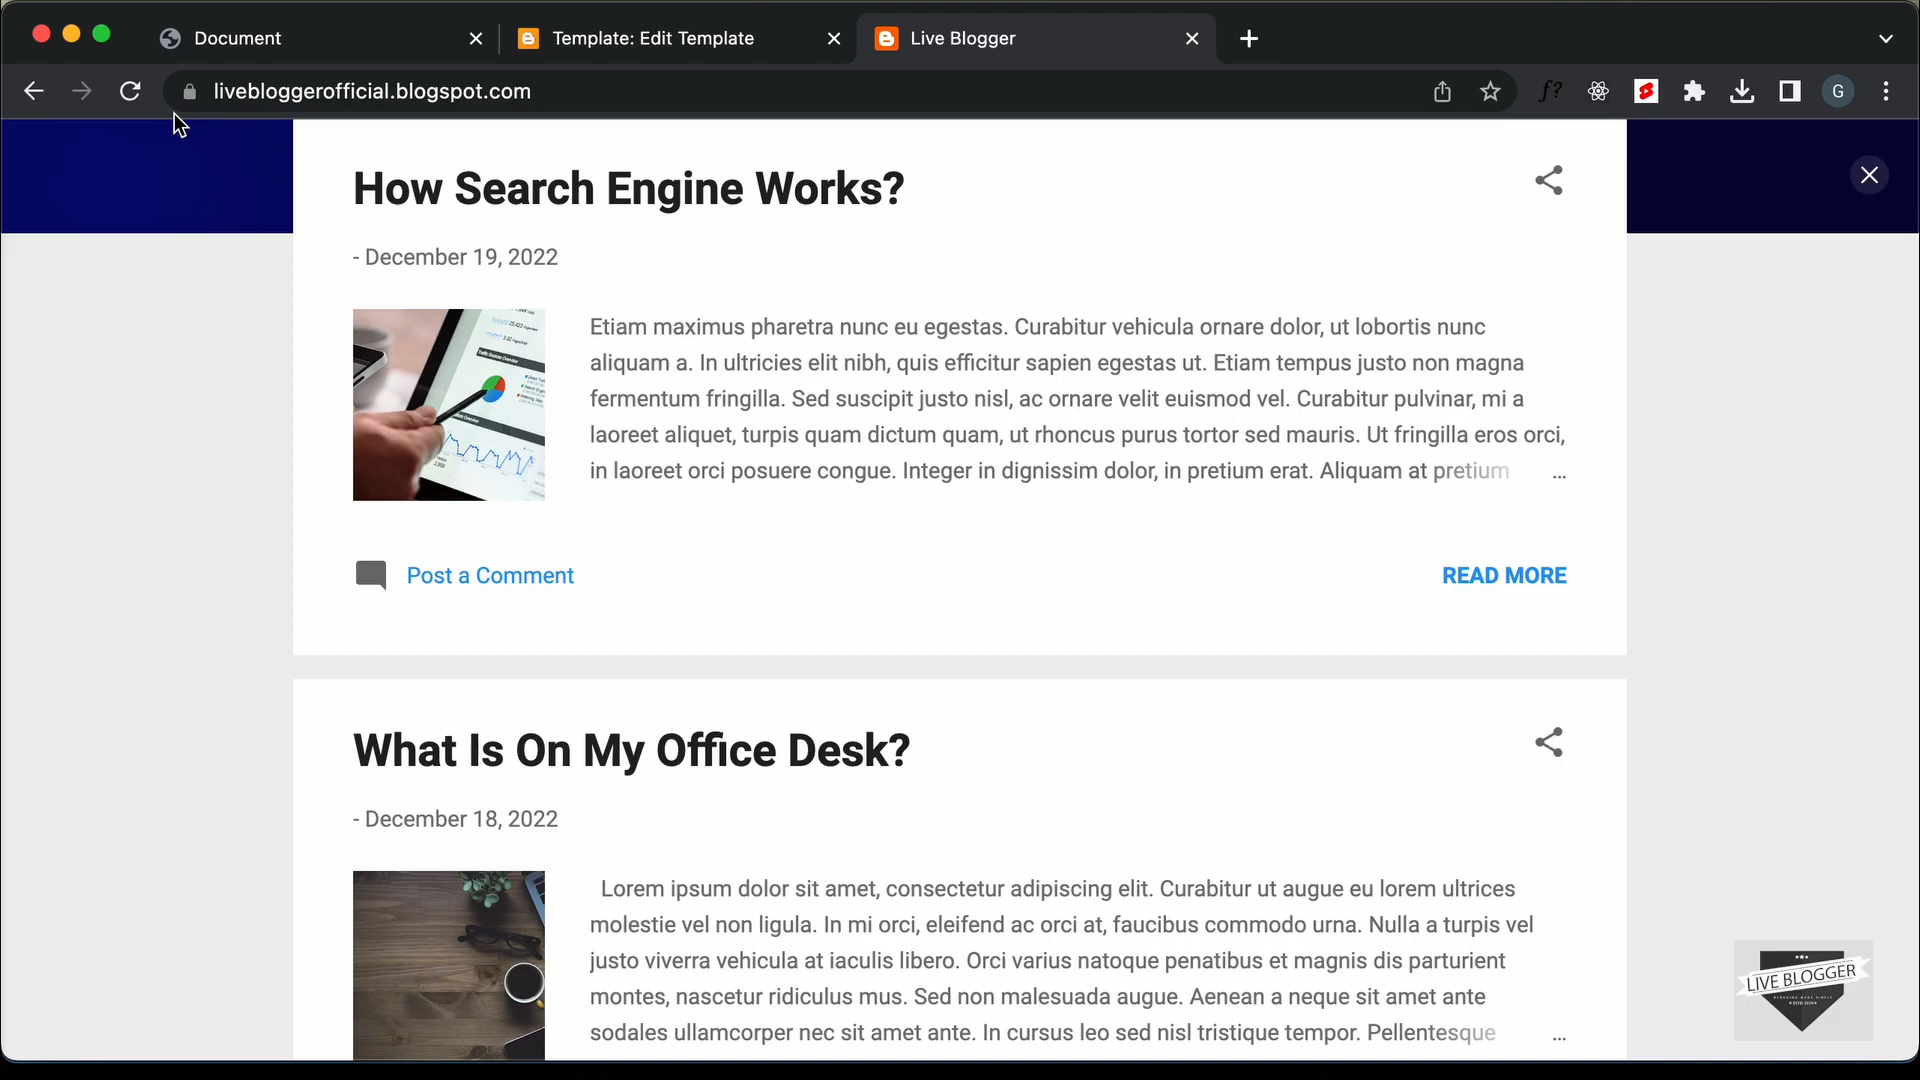 Document
Template: Edit Template
Live Blogger
livebloggerofficial.blogspot.com
f?
G
How Search Engine Works?
- December 19, 2022
Etiam maximus pharetra nunc eu egestas. Curabitur vehicula ornare dolor, ut lobortis nunc
aliquam a. In ultricies elit nibh, quis efficitur sapien egestas ut. Etiam tempus justo non magna
fermentum fringilla. Sed suscipit justo nisl, ac ornare velit euismod vel. Curabitur pulvinar, mi a
laoreet aliquet, turpis quam dictum quam, ut rhoncus purus tortor sed mauris. Ut fringilla eros orci,
in laoreet orci posuere congue. Integer in dignissim dolor, in pretium erat. Aliquam at pretium ...
Post a Comment
READ MORE
What Is On My Office Desk?
- December 18, 2022
Lorem ipsum dolor sit amet, consectetur adipiscing elit. Curabitur ut augue eu lorem ultrices
molestie vel non ligula. In mi orci, eleifend ac orci at, faucibus commodo urna. Nulla a turpis vel
justo viverra vehicula at iaculis libero. Orci varius natoque penatibus et magnis dis parturient
montes, nascetur ridiculus mus. Sed non malesuada augue. Aenean a neque sit amet ante
sodales ullamcorper nec sit amet ante. In cursus leo sed nisl tristique tempor. Pellentesque ...
LIVE BLOGGER
BLOGGING MADE SIMPLE